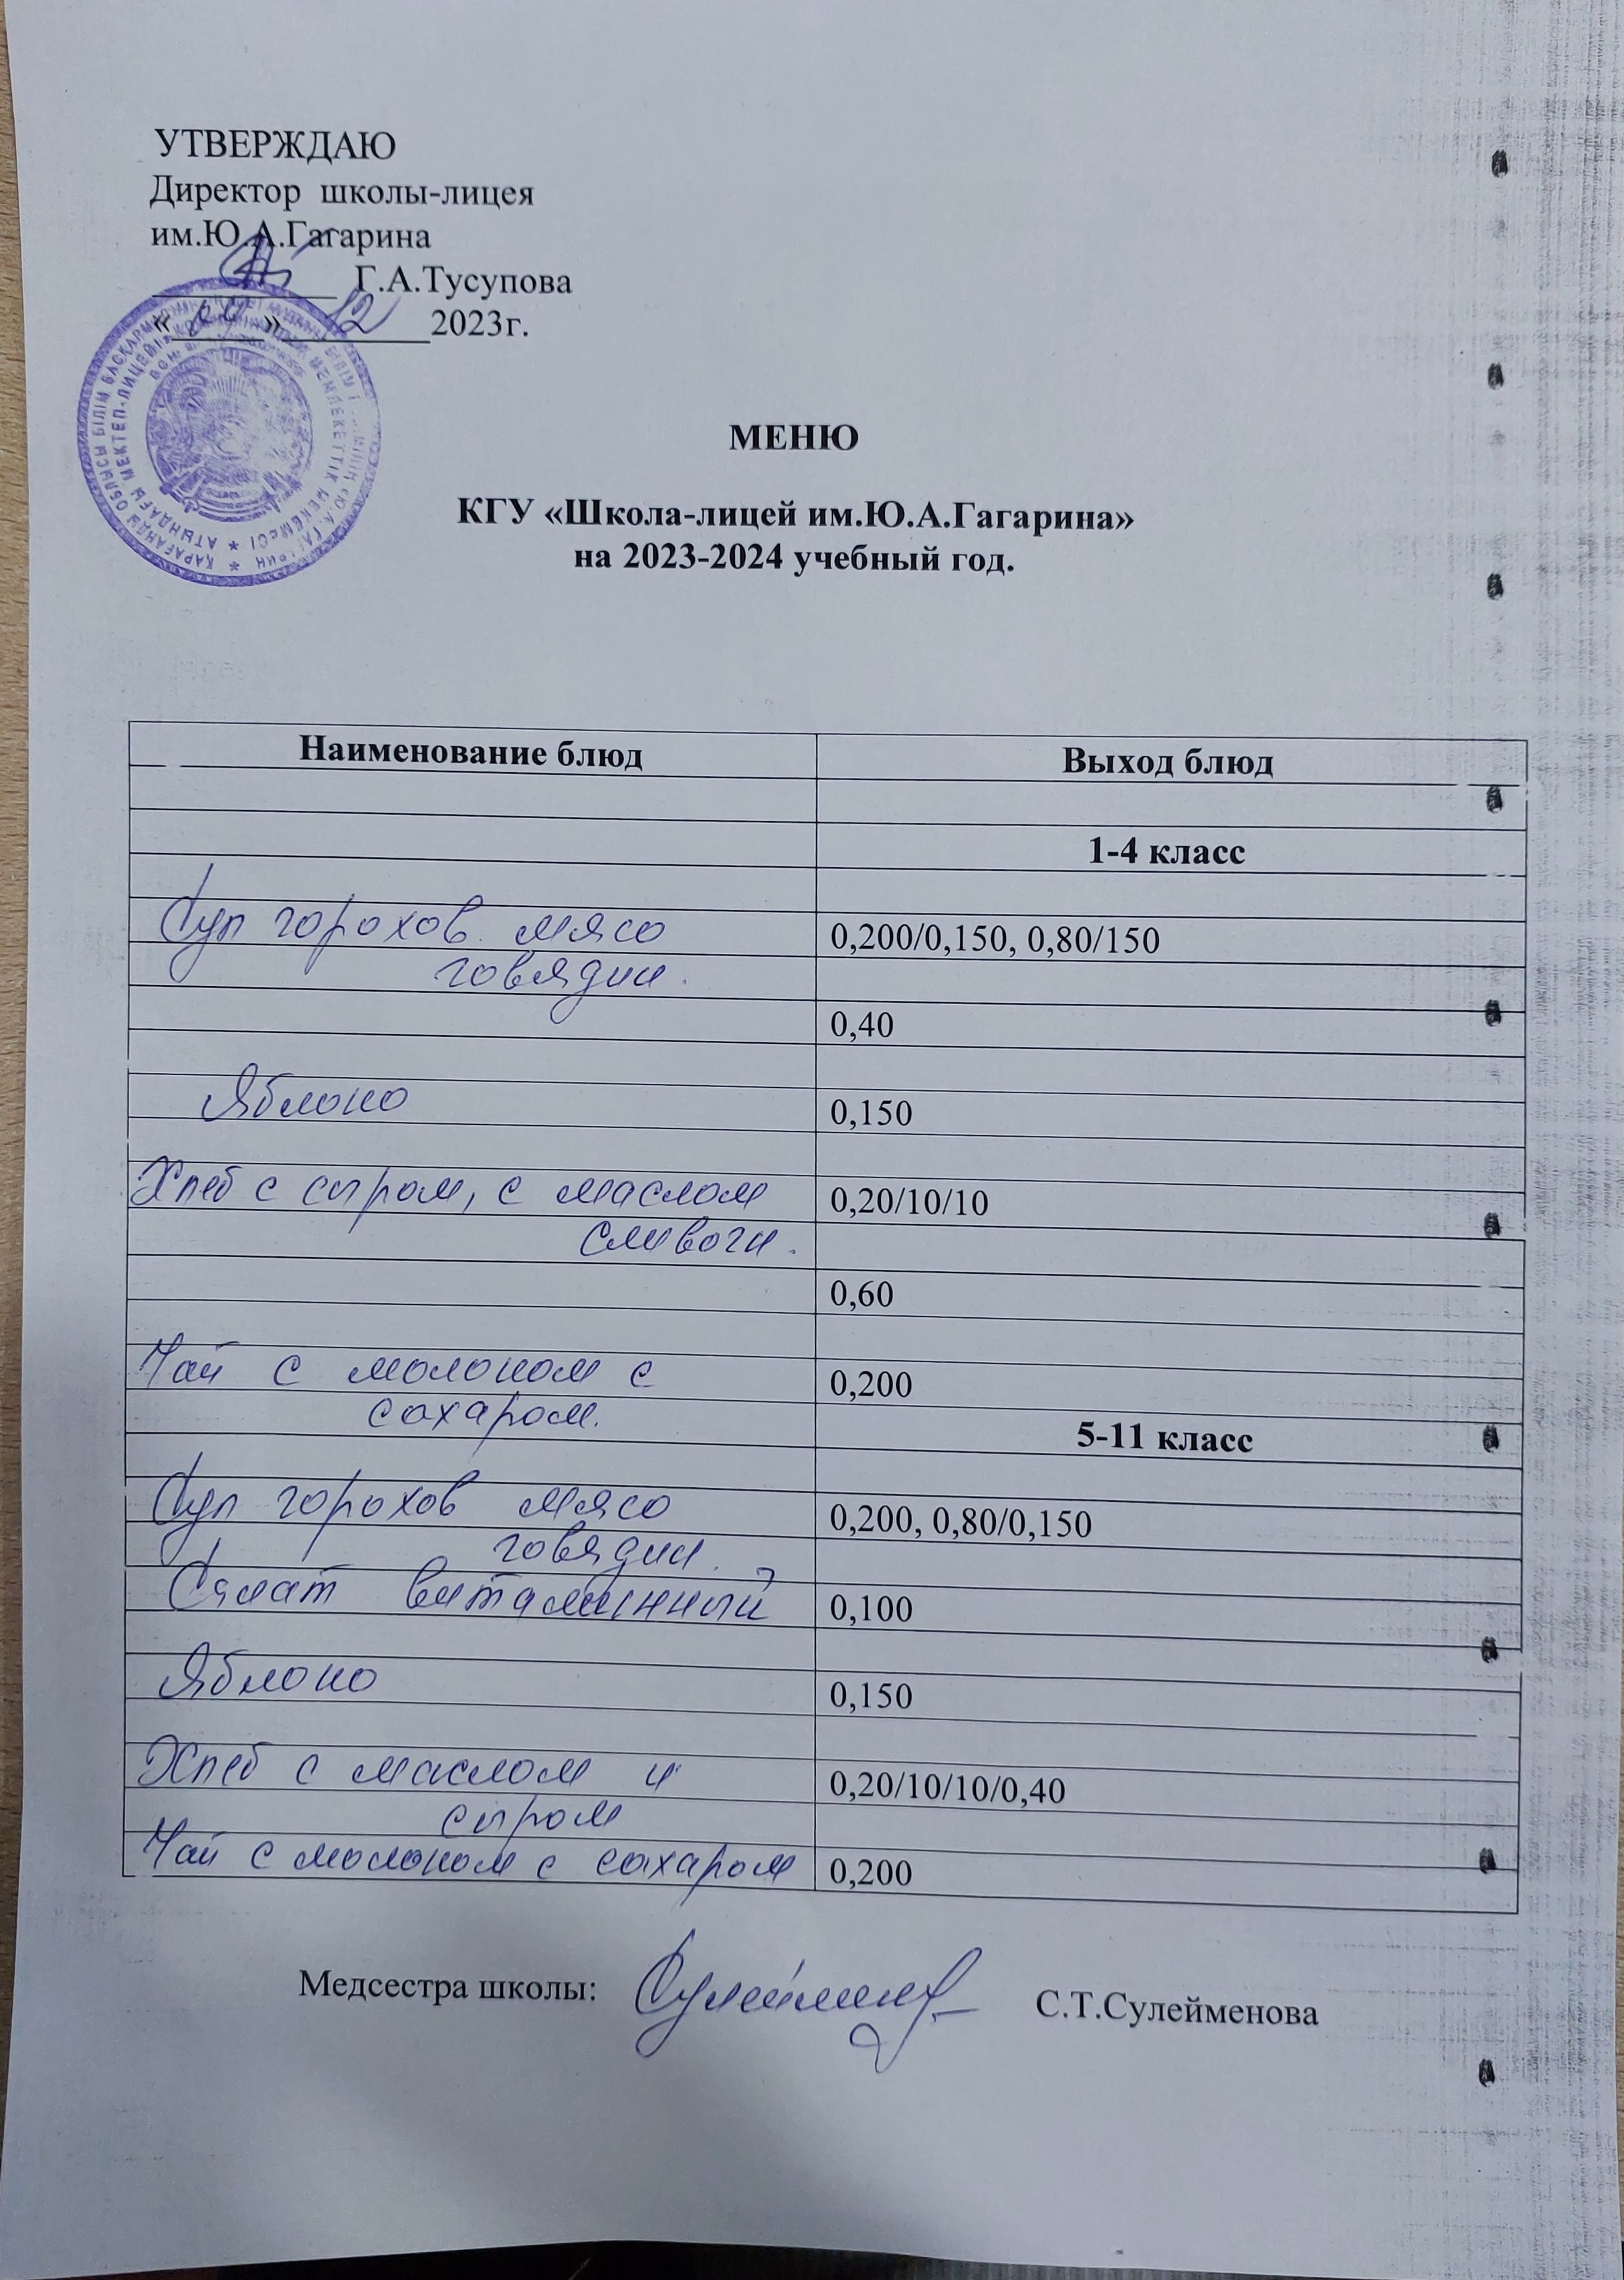 УТВЕРЖДАЮ
Директор школы-лицея
им.Ю.А.Гагарина
Г.А.Тусупова
« » 12 2023г.
МЕНЮ
КГУ «Школа-лицей им.Ю.А.Гагарина»
на 2023-2024 учебный год.
Наименование блюд Выход блюд
1-4 класс
Суп горохов. мясо 0,200/0,150, 0,80/150
говядин.
0,40
Яблоко 0,150
Хлеб с сыром, с маслом 0,20/10/10
сливочн.
0,60
Чай с молоком с 0,200
сахаром.
5-11 класс
Суп горохов мясо 0,200, 0,80/0,150
говядин.
Салат витаминный 0,100
Яблоко 0,150
Хлеб с маслом и 0,20/10/10/0,40
сыром
Чай с молоком с сахаром 0,200
Медсестра школы: С.Т.Сулейменова